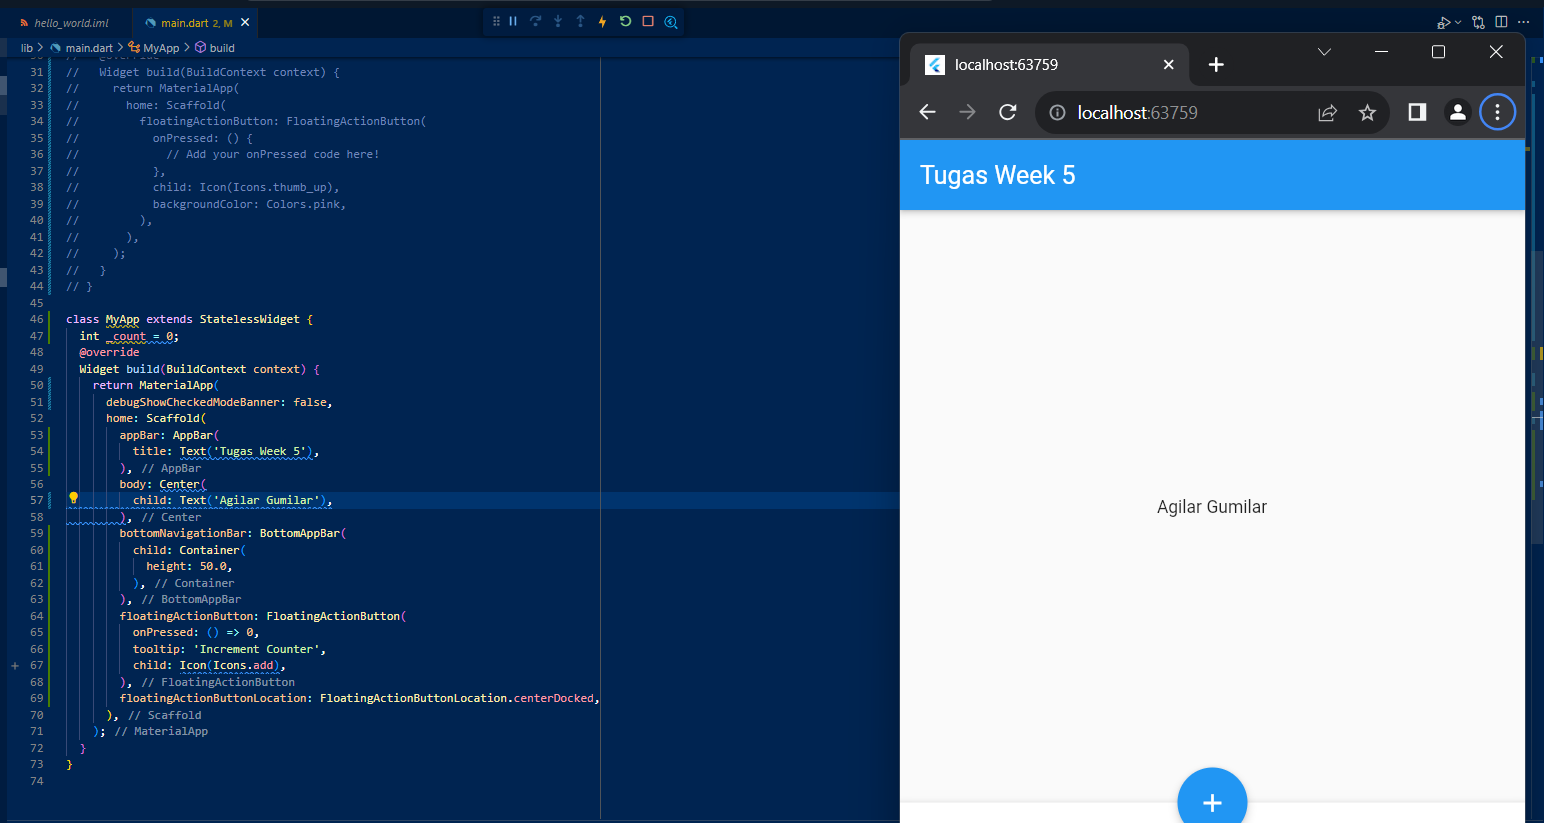 hello_world.iml
main.dart 2, M
lib > main.dart > MyApp > build
30 // @override
31 //   Widget build(BuildContext context) {
32 //     return MaterialApp(
33 //       home: Scaffold(
34 //         floatingActionButton: FloatingActionButton(
35 //           onPressed: () {
36 //             // Add your onPressed code here!
37 //           },
38 //           child: Icon(Icons.thumb_up),
39 //           backgroundColor: Colors.pink,
40 //         ),
41 //       ),
42 //     );
43 //   }
44 // }
45
46 class MyApp extends StatelessWidget {
47   int _count = 0;
48   @override
49   Widget build(BuildContext context) {
50     return MaterialApp(
51       debugShowCheckedModeBanner: false,
52       home: Scaffold(
53         appBar: AppBar(
54           title: Text('Tugas Week 5'),
55         ), // AppBar
56         body: Center(
57           child: Text('Agilar Gumilar'),
58         ), // Center
59         bottomNavigationBar: BottomAppBar(
60           child: Container(
61             height: 50.0,
62           ), // Container
63         ), // BottomAppBar
64         floatingActionButton: FloatingActionButton(
65           onPressed: () => 0,
66           tooltip: 'Increment Counter',
67           child: Icon(Icons.add),
68         ), // FloatingActionButton
69         floatingActionButtonLocation: FloatingActionButtonLocation.centerDocked,
70       ), // Scaffold
71     ); // MaterialApp
72   }
73 }
74
localhost:63759
localhost:63759
Tugas Week 5
Agilar Gumilar